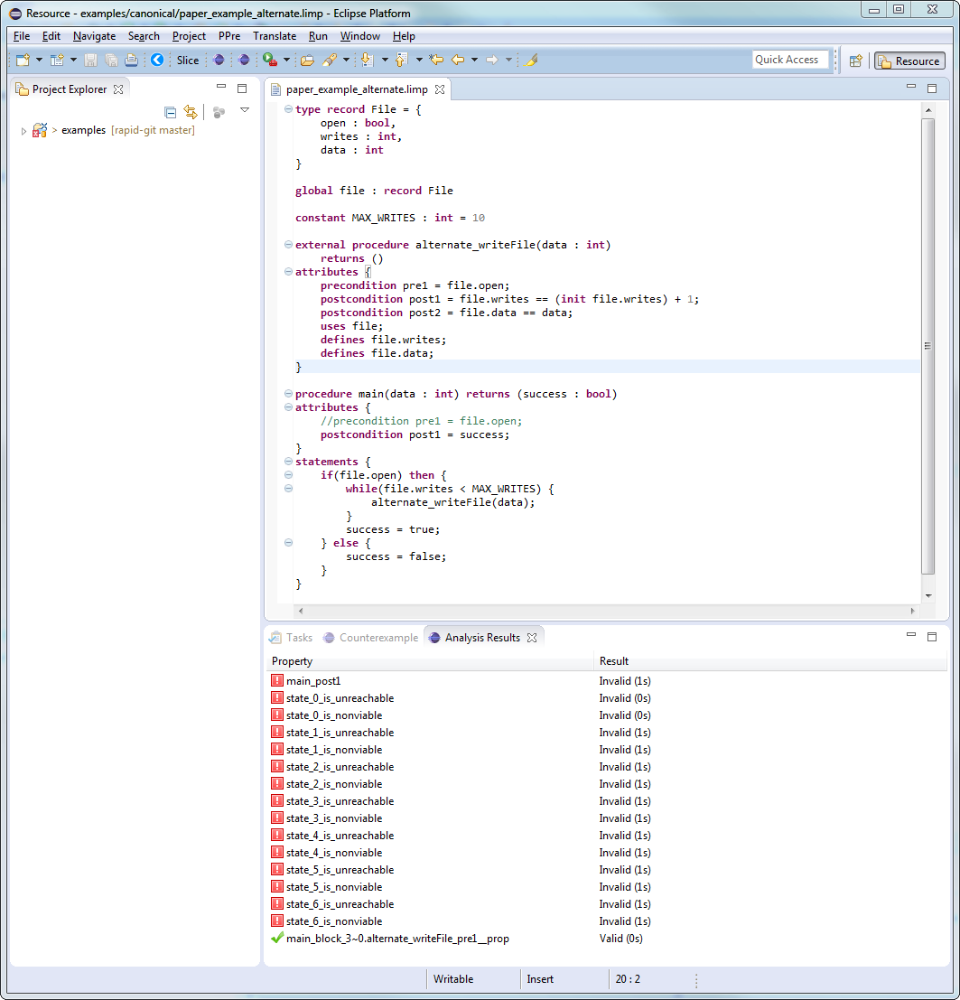 Resource - examples/canonical/paper_example_alternate.limp - Eclipse Platform
File Edit Navigate Search Project PPre Translate Run Window Help
Slice
Quick Access
Resource
Project Explorer
paper_example_alternate.limp
> examples [rapid-git master]
type record File = {
    open : bool,
    writes : int,
    data : int
}
global file : record File
constant MAX_WRITES : int = 10
external procedure alternate_writeFile(data : int)
    returns ()
attributes {
    precondition pre1 = file.open;
    postcondition post1 = file.writes == (init file.writes) + 1;
    postcondition post2 = file.data == data;
    uses file;
    defines file.writes;
    defines file.data;
}
procedure main(data : int) returns (success : bool)
attributes {
    //precondition pre1 = file.open;
    postcondition post1 = success;
}
statements {
    if(file.open) then {
        while(file.writes < MAX_WRITES) {
            alternate_writeFile(data);
        }
        success = true;
    } else {
        success = false;
    }
}
Tasks Counterexample Analysis Results
Property Result
main_post1 Invalid (1s)
state_0_is_unreachable Invalid (0s)
state_0_is_nonviable Invalid (0s)
state_1_is_unreachable Invalid (1s)
state_1_is_nonviable Invalid (1s)
state_2_is_unreachable Invalid (1s)
state_2_is_nonviable Invalid (1s)
state_3_is_unreachable Invalid (1s)
state_3_is_nonviable Invalid (1s)
state_4_is_unreachable Invalid (1s)
state_4_is_nonviable Invalid (1s)
state_5_is_unreachable Invalid (1s)
state_5_is_nonviable Invalid (1s)
state_6_is_unreachable Invalid (1s)
state_6_is_nonviable Invalid (1s)
main_block_3~0.alternate_writeFile_pre1__prop Valid (0s)
Writable Insert 20 : 2